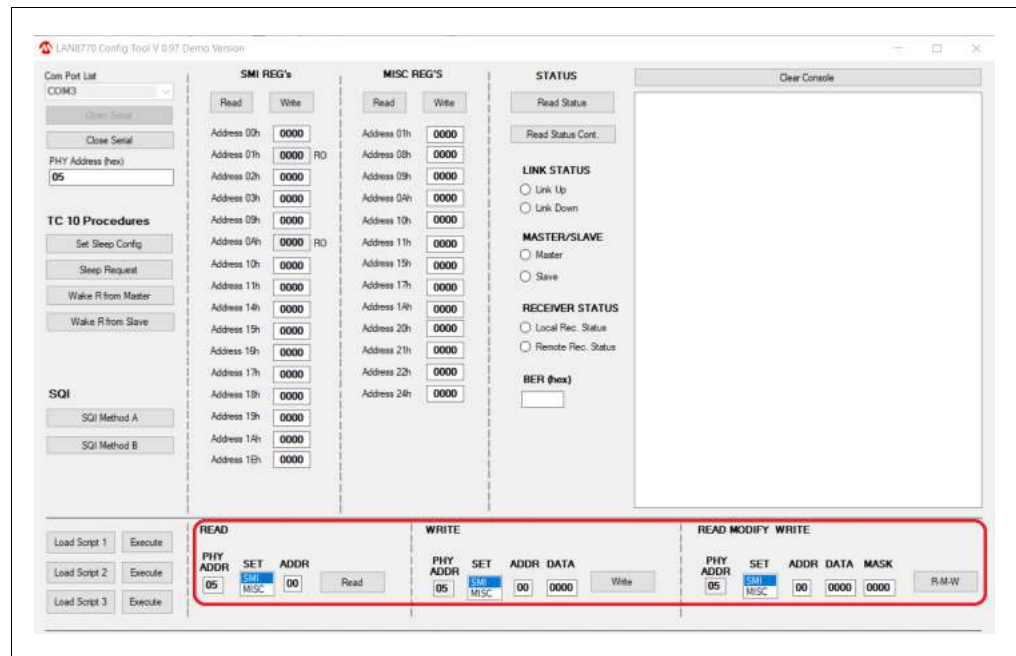 LAN8770 Config Tool V 0.97 Demo Version
Com Port List
COM3
Open Serial
Close Serial
PHY Address (hex)
05
TC 10 Procedures
Set Sleep Config
Sleep Request
Wake R from Master
Wake R from Slave
SQI
SQI Method A
SQI Method B
SMI REG's
Read Write
Address 00h 0000
Address 01h 0000 RO
Address 02h 0000
Address 03h 0000
Address 09h 0000
Address 0Ah 0000 RO
Address 10h 0000
Address 11h 0000
Address 14h 0000
Address 15h 0000
Address 16h 0000
Address 17h 0000
Address 18h 0000
Address 19h 0000
Address 1Ah 0000
Address 1Bh 0000
MISC REG'S
Read Write
Address 01h 0000
Address 08h 0000
Address 09h 0000
Address 0Ah 0000
Address 10h 0000
Address 11h 0000
Address 15h 0000
Address 17h 0000
Address 1Ah 0000
Address 20h 0000
Address 21h 0000
Address 22h 0000
Address 24h 0000
STATUS
Read Status
Read Status Cont.
LINK STATUS
Link Up
Link Down
MASTER/SLAVE
Master
Slave
RECEIVER STATUS
Local Rec. Status
Remote Rec. Status
BER (hex)
Clear Console
Load Script 1 Execute
Load Script 2 Execute
Load Script 3 Execute
READ
PHY ADDR SET ADDR
05 SMI MISC 00 Read
WRITE
PHY ADDR SET ADDR DATA
05 SMI MISC 00 0000 Write
READ MODIFY WRITE
PHY ADDR SET ADDR DATA MASK
05 SMI MISC 00 0000 0000 R-M-W